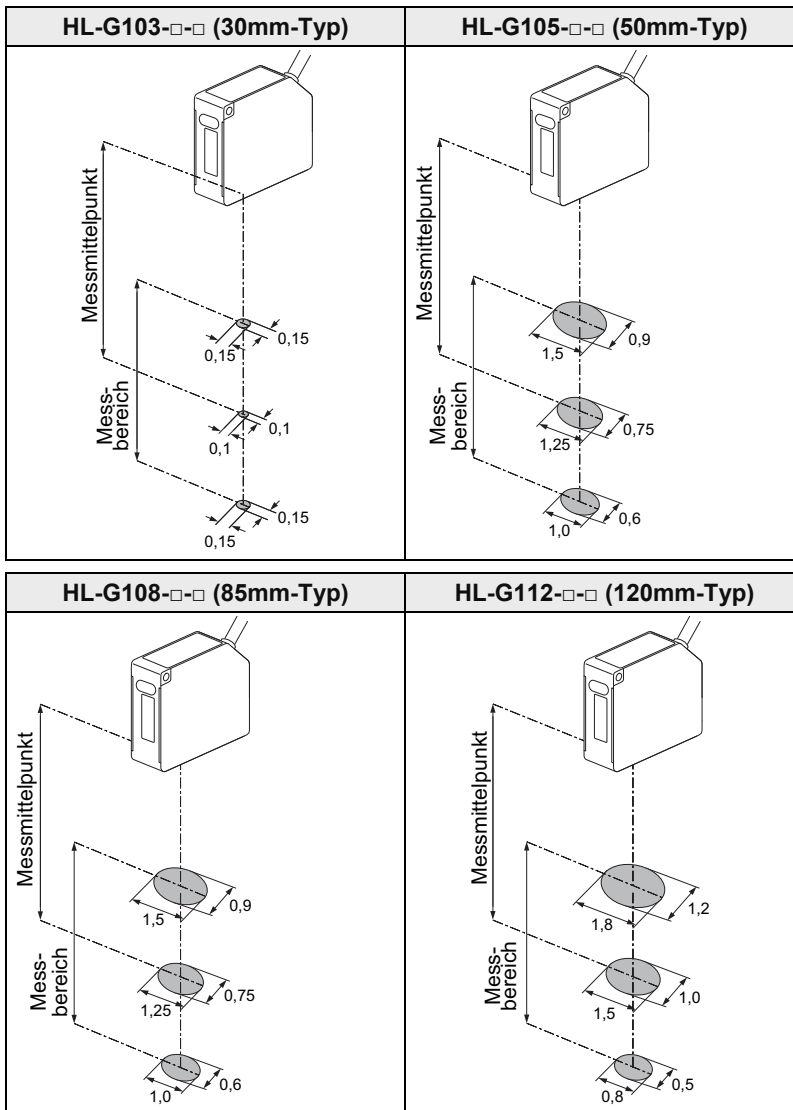 HL-G103-□-□ (30mm-Typ)
HL-G105-□-□ (50mm-Typ)
Messmittelpunkt
Mess-
bereich
0,15
0,15
0,1
0,1
0,15
0,15
Messmittelpunkt
Mess-
bereich
1,5
0,9
1,25
0,75
1,0
0,6
HL-G108-□-□ (85mm-Typ)
HL-G112-□-□ (120mm-Typ)
Messmittelpunkt
Mess-
bereich
1,5
0,9
1,25
0,75
1,0
0,6
Messmittelpunkt
Mess-
bereich
1,8
1,2
1,5
1,0
0,8
0,5